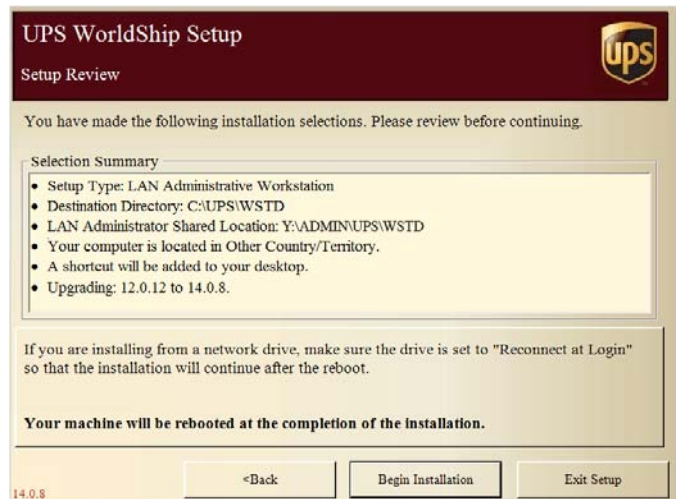 UPS WorldShip Setup
ups
Setup Review
You have made the following installation selections. Please review before continuing.
Selection Summary
• Setup Type: LAN Administrative Workstation
• Destination Directory: C:\UPS\WSTD
• LAN Administrator Shared Location: Y:\ADMIN\UPS\WSTD
• Your computer is located in Other Country/Territory.
• A shortcut will be added to your desktop.
• Upgrading: 12.0.12 to 14.0.8.
If you are installing from a network drive, make sure the drive is set to "Reconnect at Login"
so that the installation will continue after the reboot.
Your machine will be rebooted at the completion of the installation.
<Back
Begin Installation
Exit Setup
14.0.8